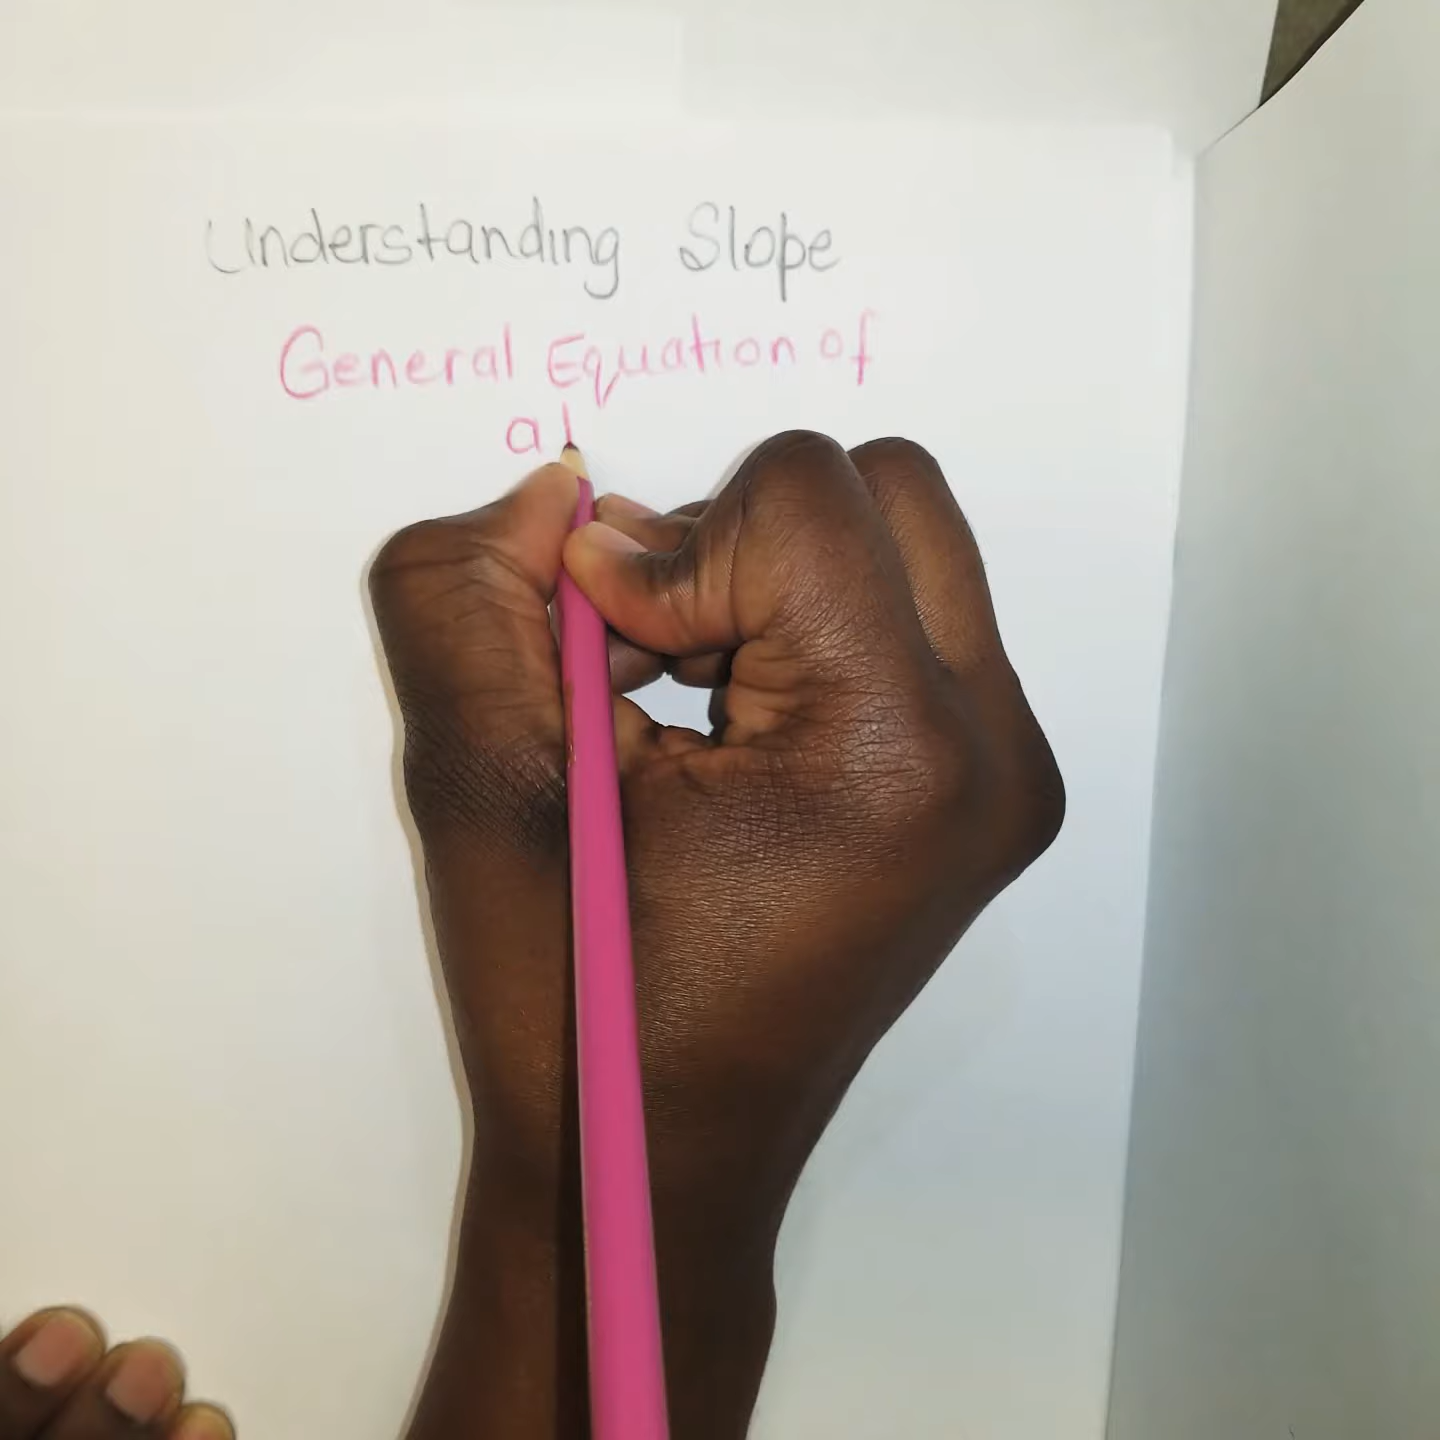 Understanding Slope
General Equation of
a l